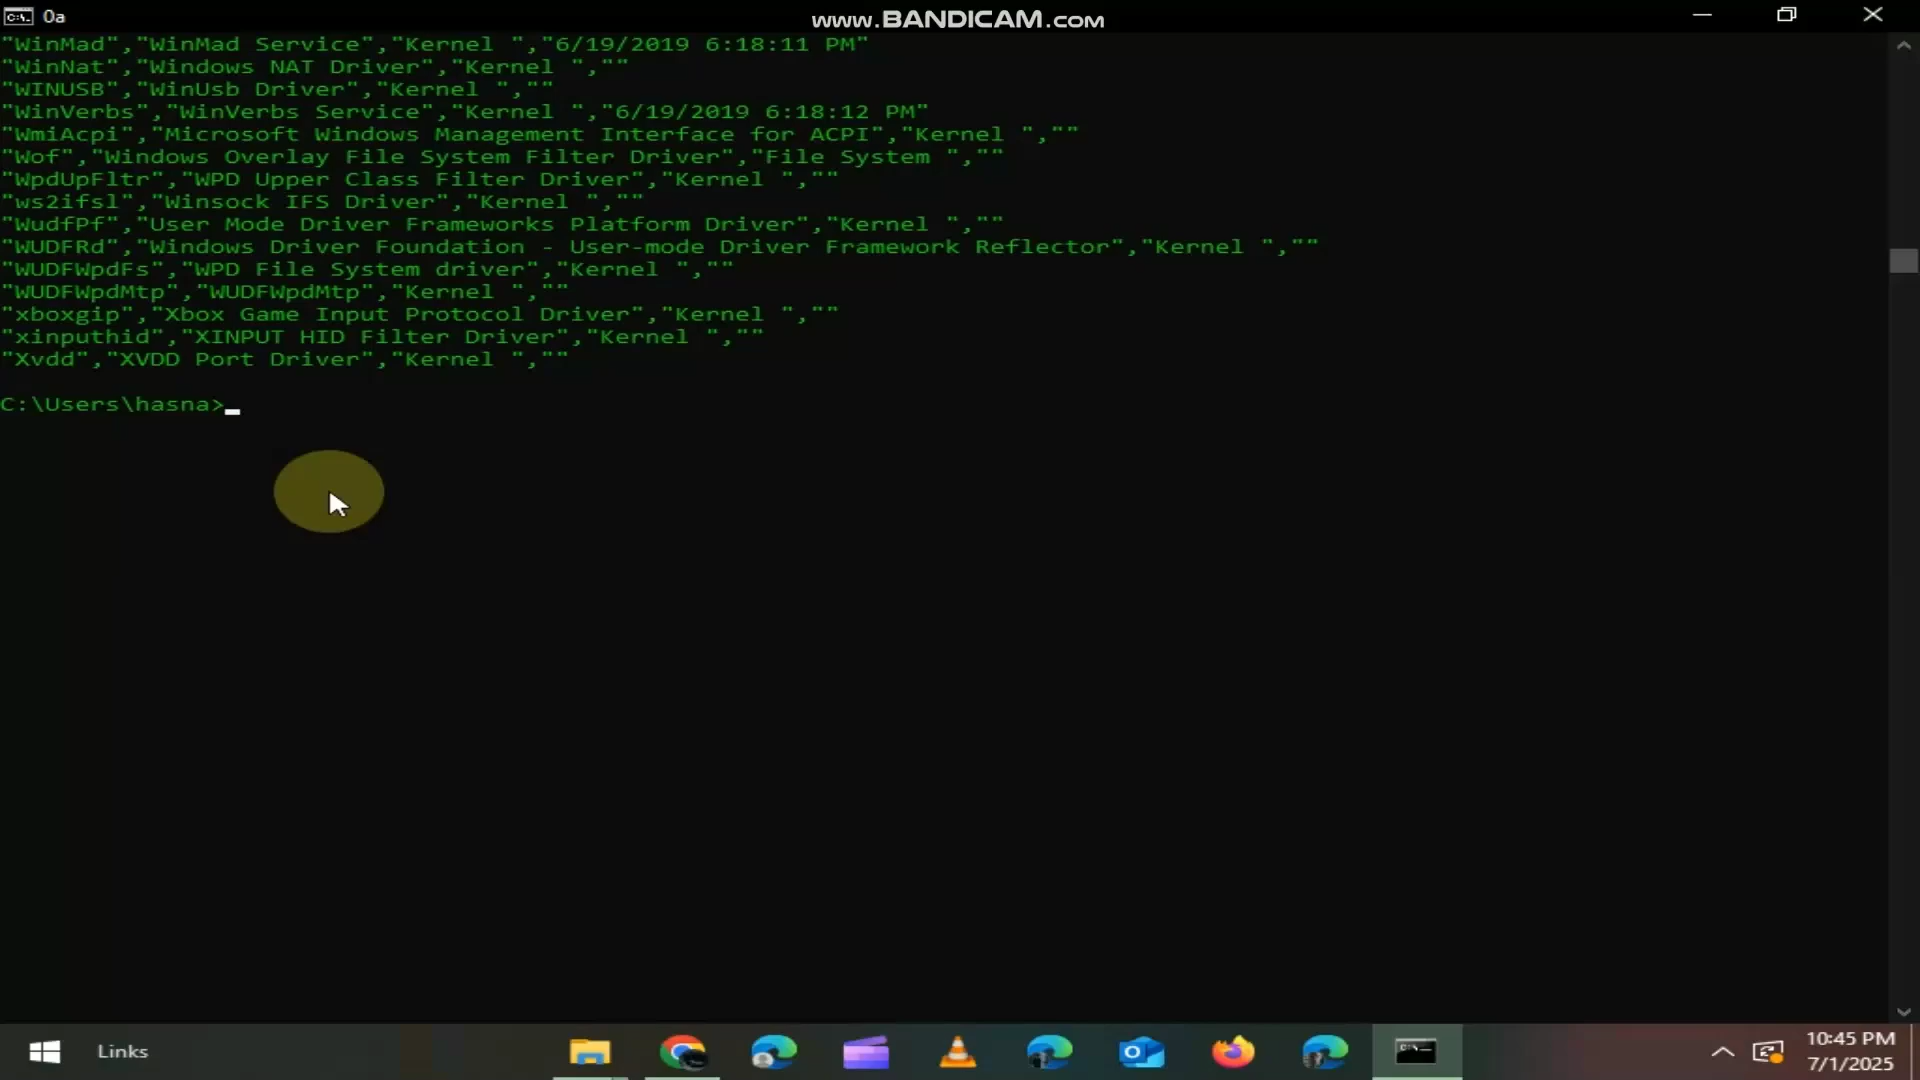 0a
www.BANDICAM.com
"WinMad","WinMad Service","Kernel ","6/19/2019 6:18:11 PM"
"WinNat","Windows NAT Driver","Kernel ",""
"WINUSB","WinUsb Driver","Kernel ",""
"WinVerbs","WinVerbs Service","Kernel ","6/19/2019 6:18:12 PM"
"WmiAcpi","Microsoft Windows Management Interface for ACPI","Kernel ",""
"Wof","Windows Overlay File System Filter Driver","File System ",""
"WpdUpFltr","WPD Upper Class Filter Driver","Kernel ",""
"ws2ifsl","Winsock IFS Driver","Kernel ",""
"WudfPf","User Mode Driver Frameworks Platform Driver","Kernel ",""
"WUDFRd","Windows Driver Foundation - User-mode Driver Framework Reflector","Kernel ",""
"WUDFWpdFs","WPD File System driver","Kernel ",""
"WUDFWpdMtp","WUDFWpdMtp","Kernel ",""
"xboxgip","Xbox Game Input Protocol Driver","Kernel ",""
"xinputhid","XINPUT HID Filter Driver","Kernel ",""
"Xvdd","XVDD Port Driver","Kernel ",""
C:\Users\hasna>
Links
10:45 PM
7/1/2025